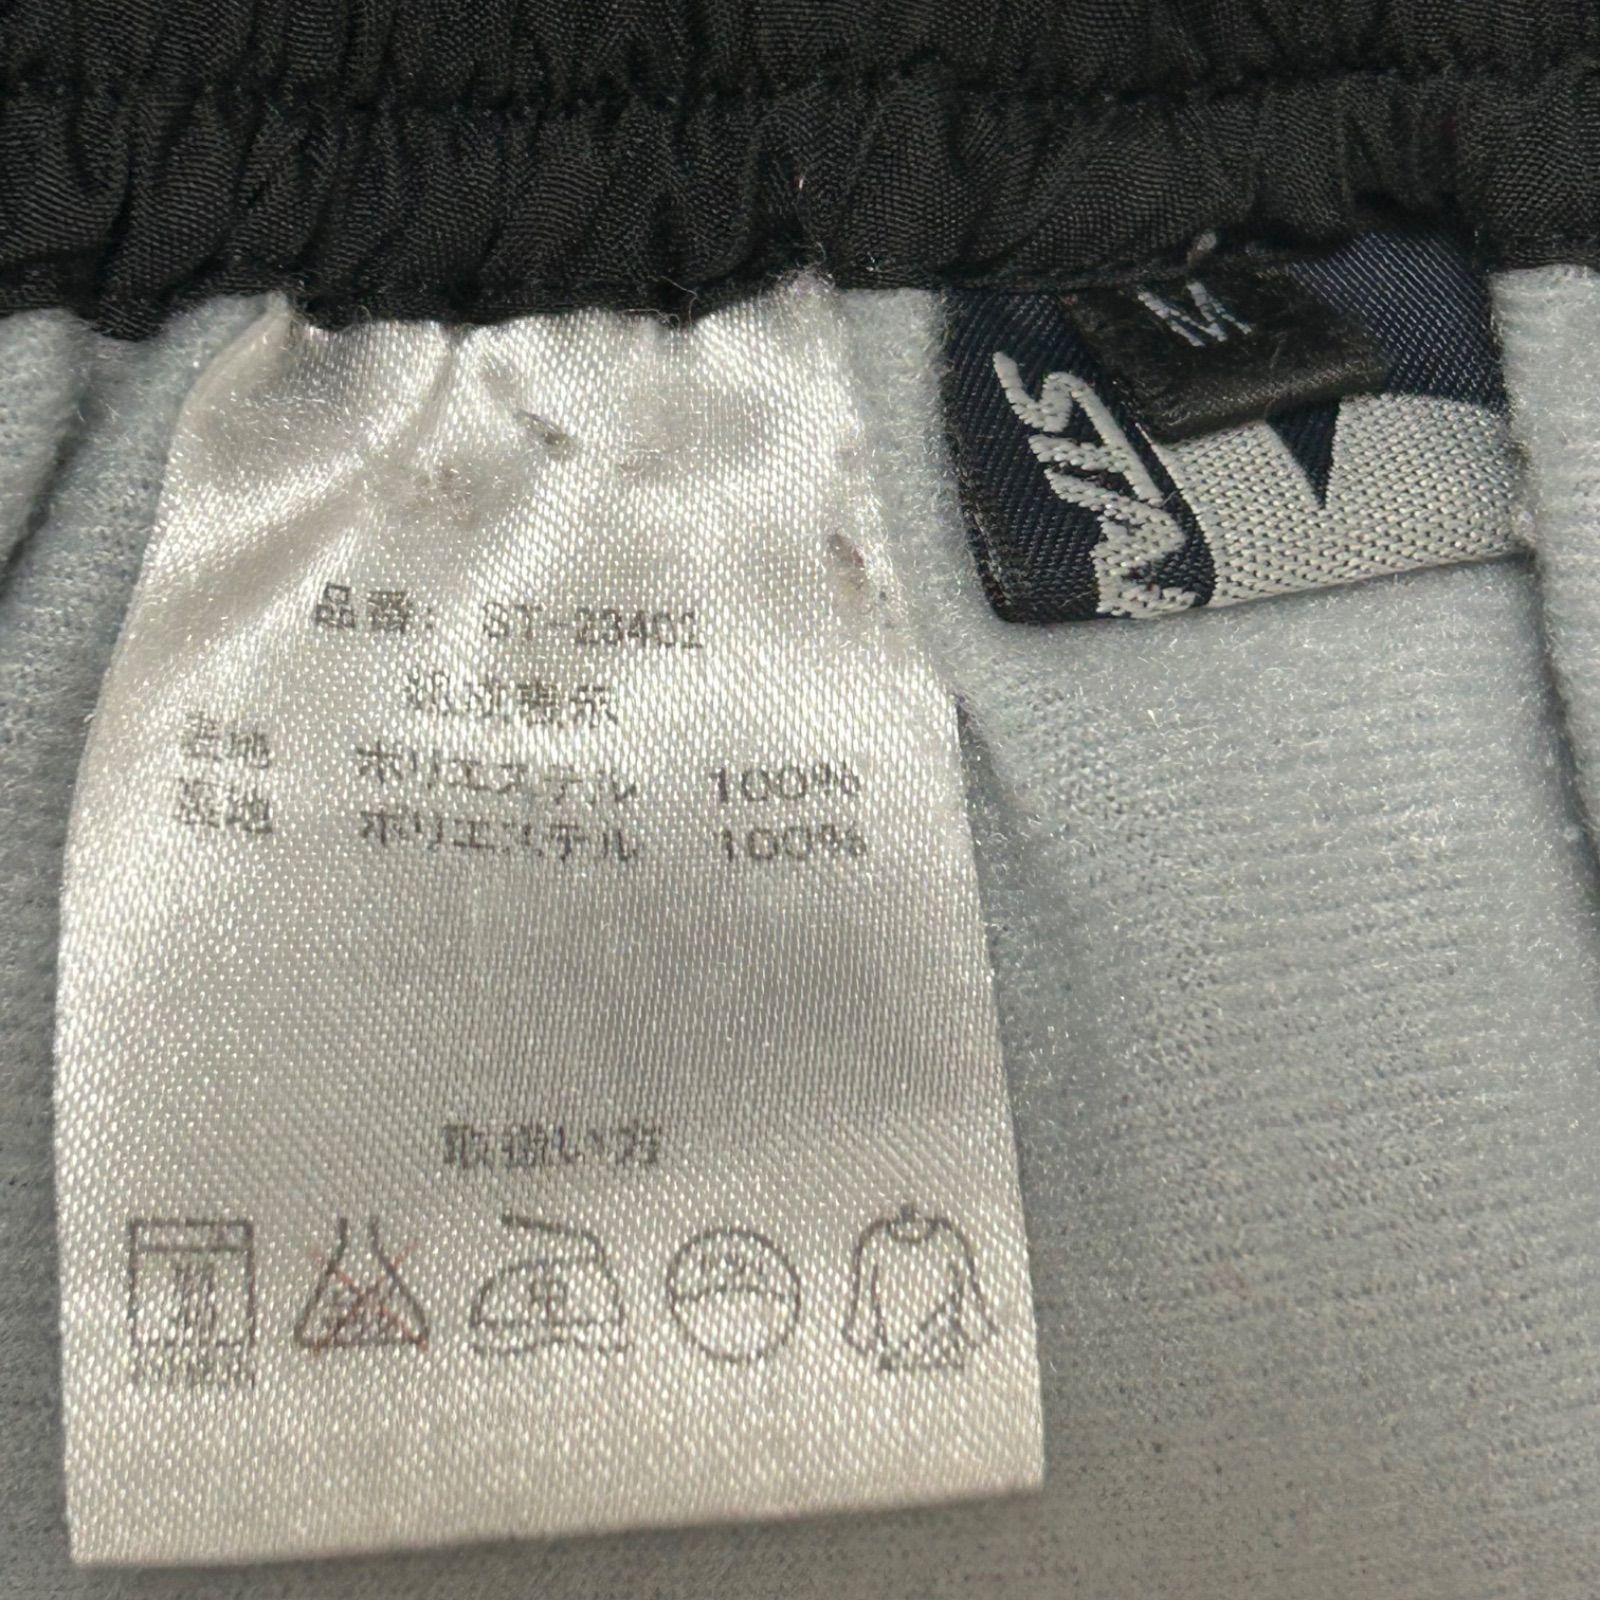 M
品番: ST-23402
組成表示
表地 ポリエステル 100%
裏地 ポリエステル 100%
取扱い方